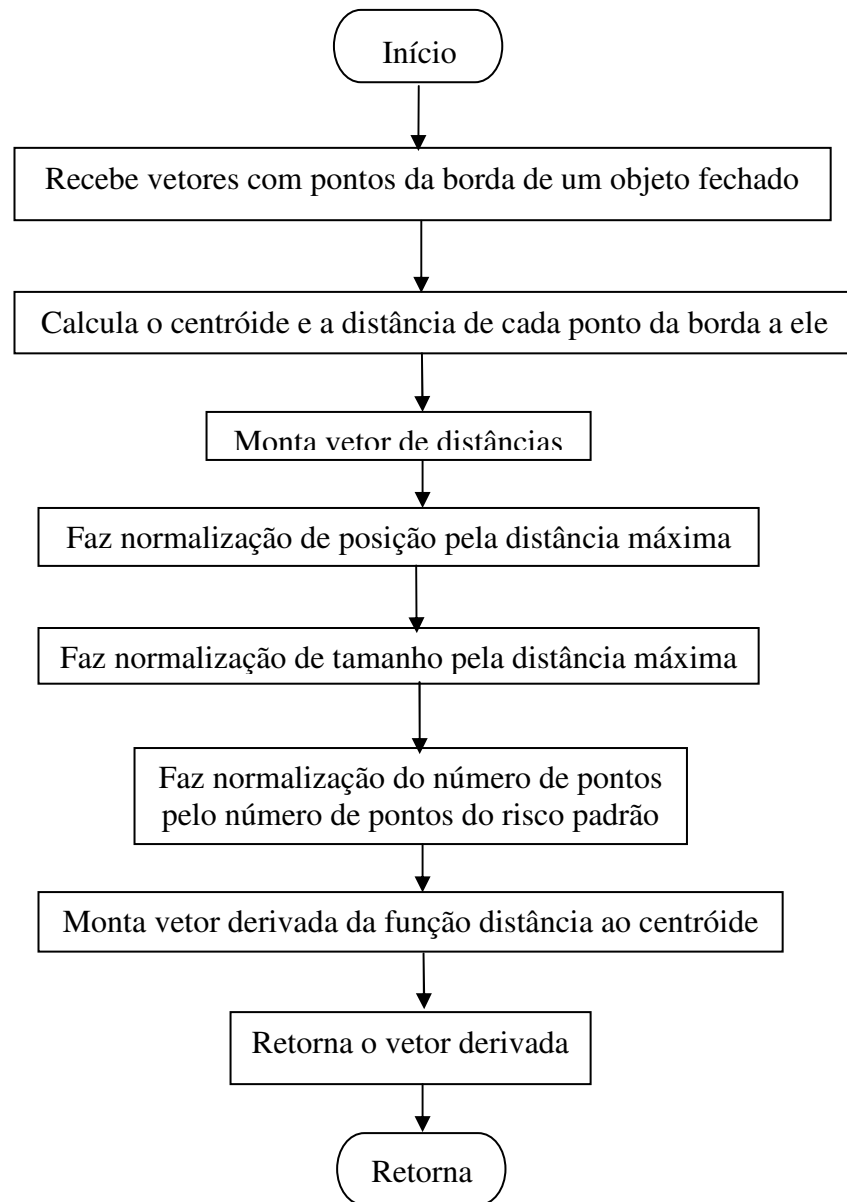 Início
Recebe vetores com pontos da borda de um objeto fechado
Calcula o centróide e a distância de cada ponto da borda a ele
Monta vetor de distâncias
Faz normalização de posição pela distância máxima
Faz normalização de tamanho pela distância máxima
Faz normalização do número de pontos
pelo número de pontos do risco padrão
Monta vetor derivada da função distância ao centróide
Retorna o vetor derivada
Retorna